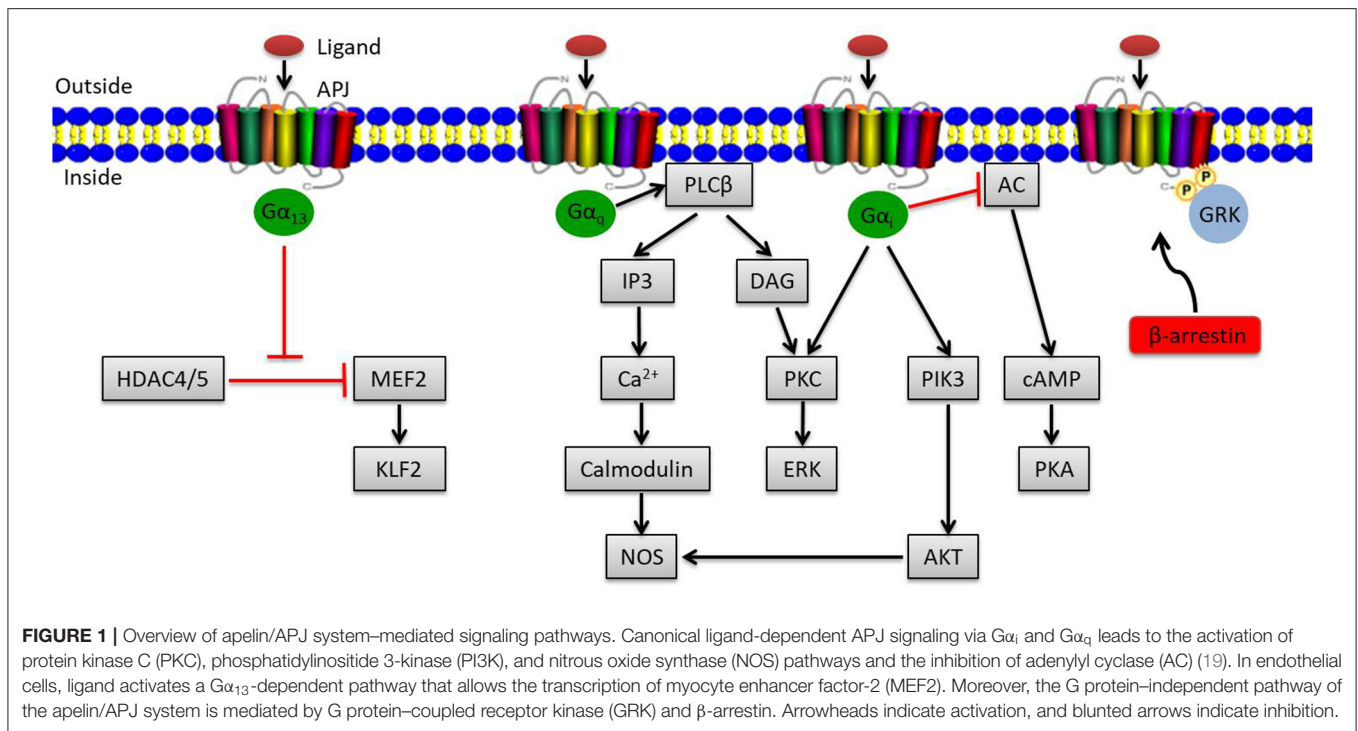 Ligand
Outside
N
APJ
N
N
N
Inside
C
C
C
C
P
P
PLCβ
AC
Gα13
Gαq
Gαi
GRK
IP3
DAG
β-arrestin
HDAC4/5
MEF2
Ca2+
PKC
PIK3
cAMP
KLF2
Calmodulin
ERK
PKA
NOS
AKT
FIGURE 1 | Overview of apelin/APJ system–mediated signaling pathways. Canonical ligand-dependent APJ signaling via Gαi and Gαq leads to the activation of
protein kinase C (PKC), phosphatidylinositide 3-kinase (PI3K), and nitrous oxide synthase (NOS) pathways and the inhibition of adenylyl cyclase (AC) (19). In endothelial
cells, ligand activates a Gα13-dependent pathway that allows the transcription of myocyte enhancer factor-2 (MEF2). Moreover, the G protein–independent pathway of
the apelin/APJ system is mediated by G protein–coupled receptor kinase (GRK) and β-arrestin. Arrowheads indicate activation, and blunted arrows indicate inhibition.